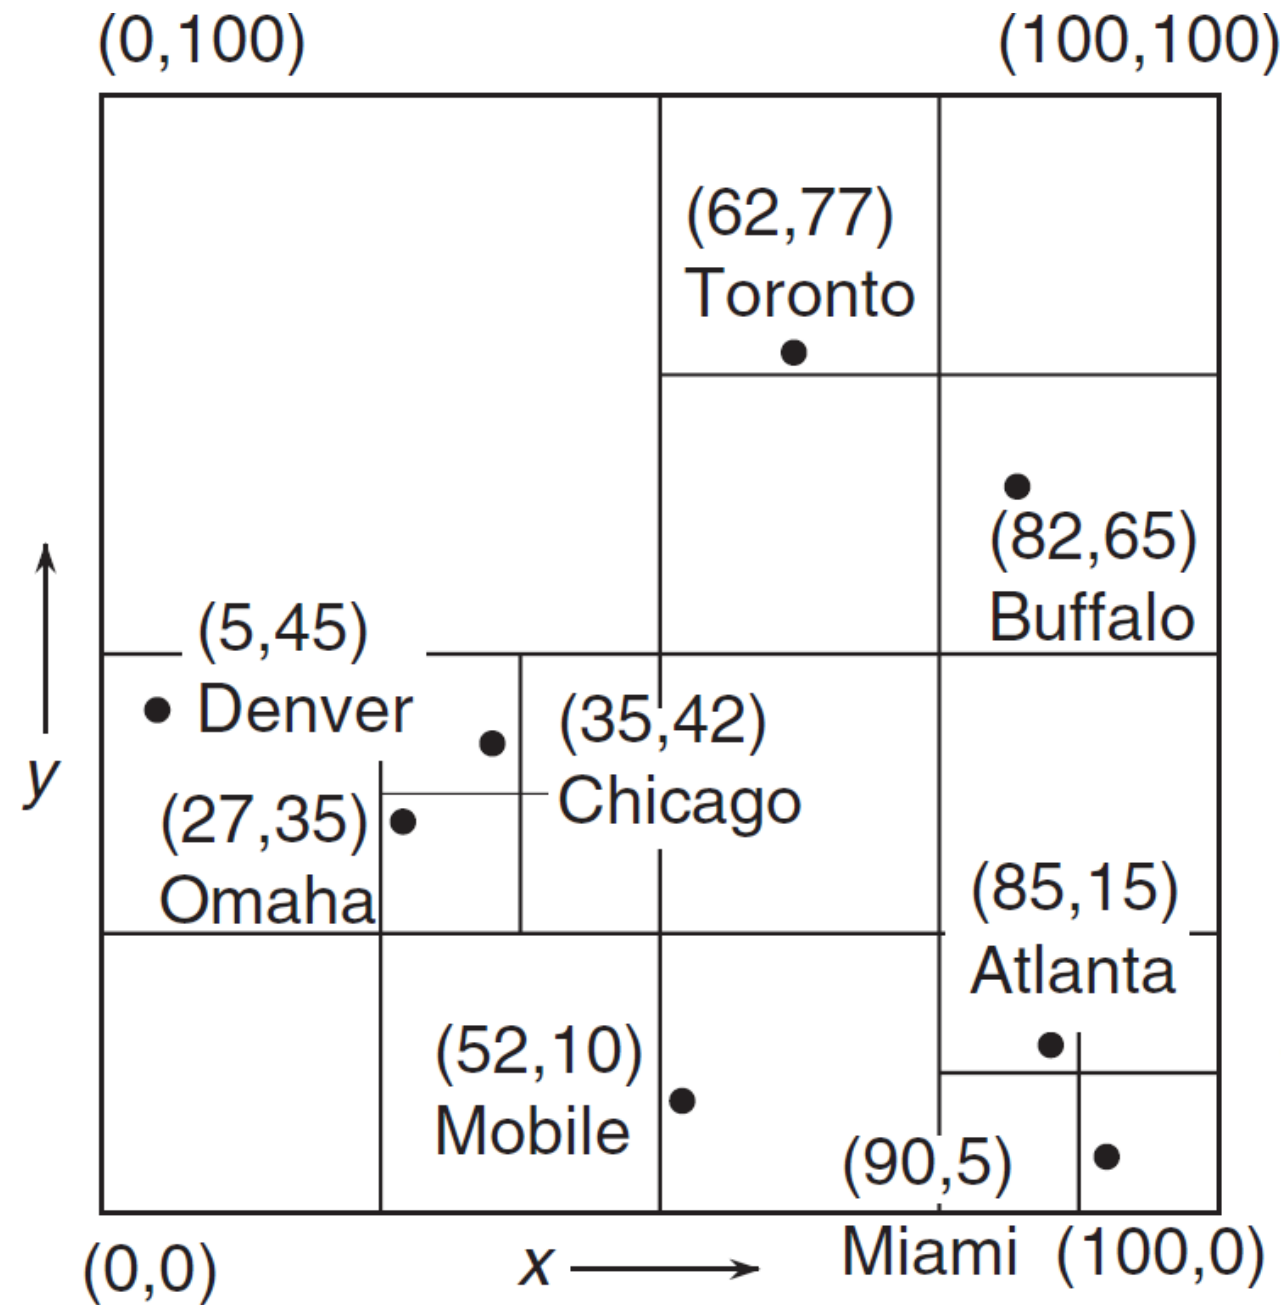 (0,100)
(100,100)
(62,77)
Toronto
(82,65)
Buffalo
(5,45)
Denver
(35,42)
Chicago
y
(27,35)
Omaha
(85,15)
Atlanta
(52,10)
Mobile
(90,5)
Miami
(0,0)
x
(100,0)